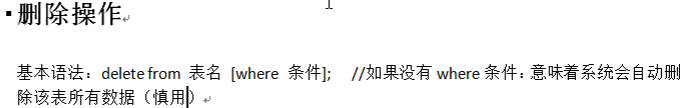 ▪删除操作
基本语法：delete from 表名 [where 条件];    //如果没有 where 条件：意味着系统会自动删
除该表所有数据（慎用）